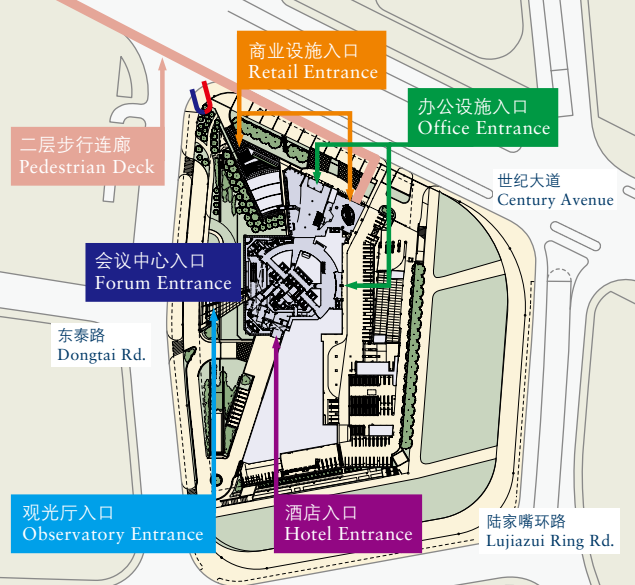 商业设施入口
Retail Entrance
办公设施入口
Office Entrance
二层步行连廊
Pedestrian Deck
世纪大道
Century Avenue
会议中心入口
Forum Entrance
东泰路
Dongtai Rd.
观光厅入口
Observatory Entrance
酒店入口
Hotel Entrance
陆家嘴环路
Lujiazui Ring Rd.